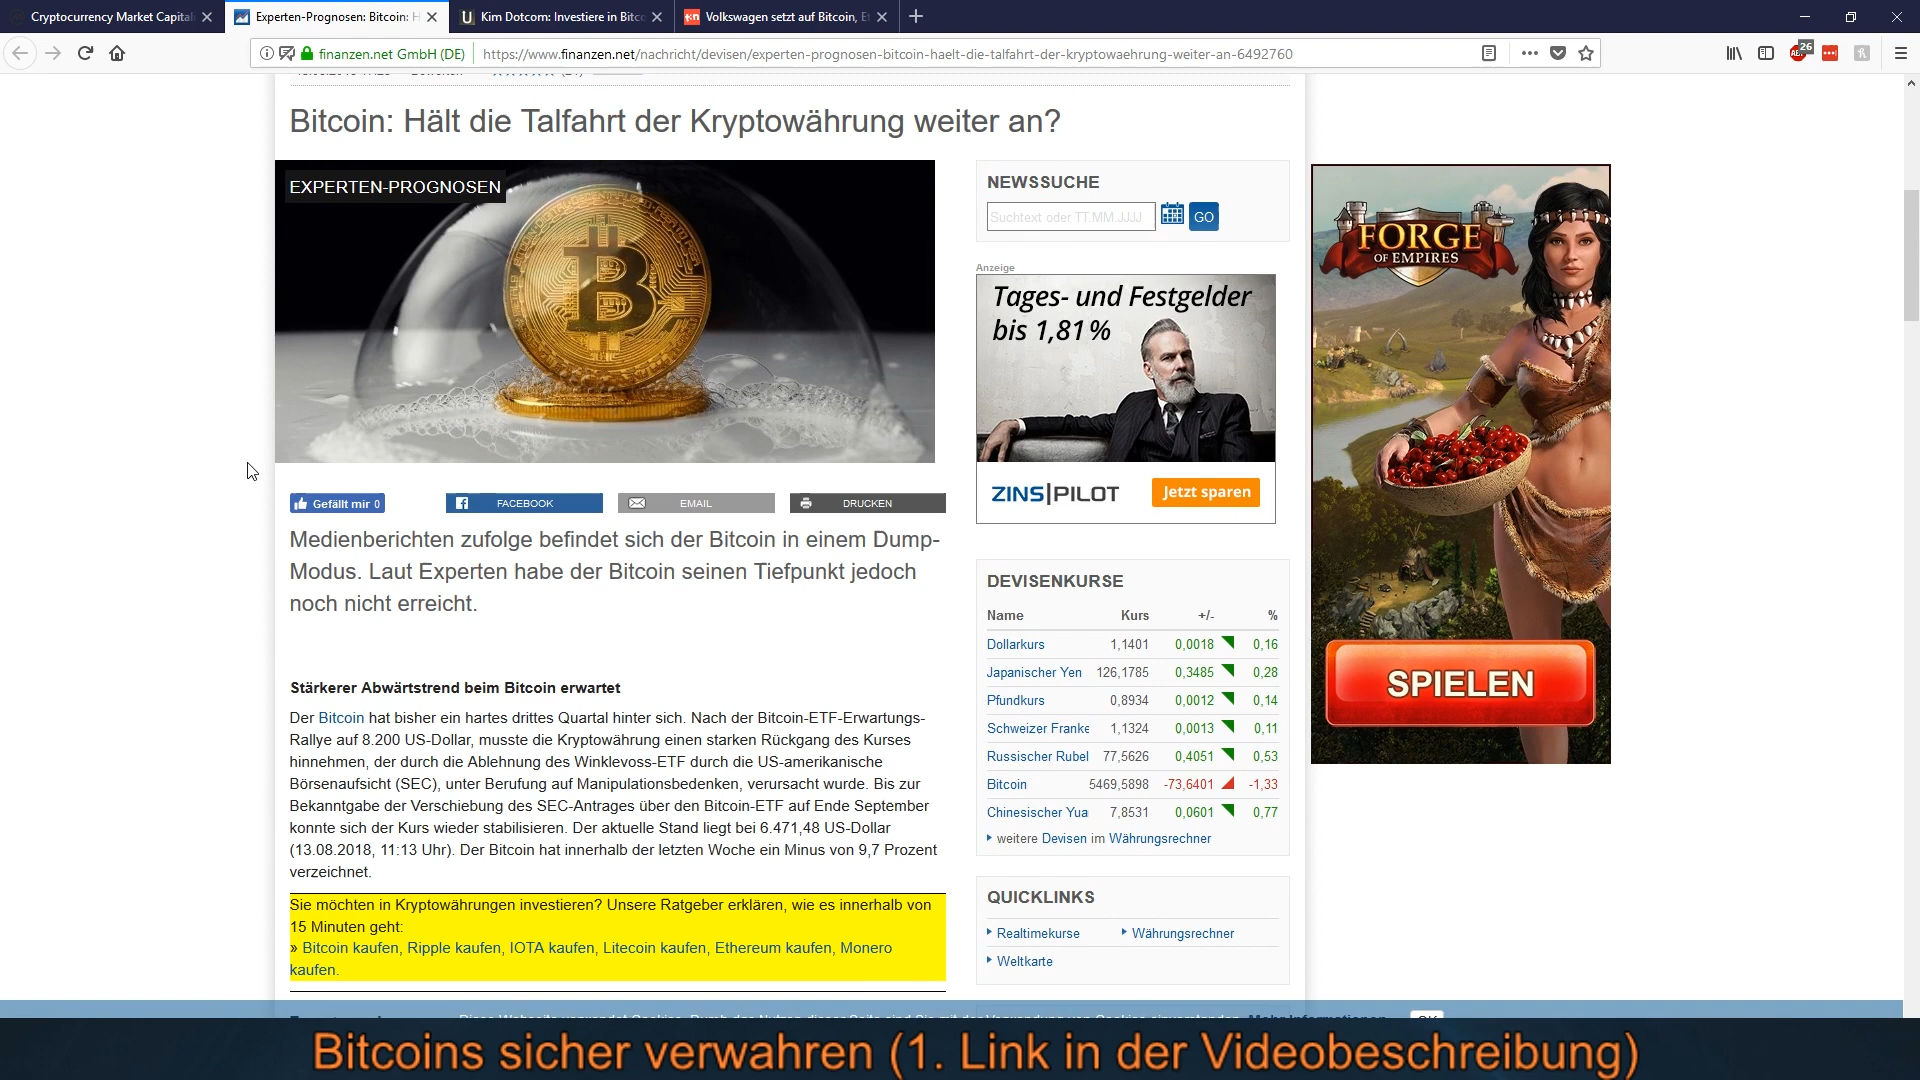 Cryptocurrency Market Capital
Experten-Prognosen: Bitcoin: H
Kim Dotcom: Investiere in Bitco
Volkswagen setzt auf Bitcoin, Et
finanzen.net GmbH (DE)
https://www.finanzen.net/nachricht/devisen/experten-prognosen-bitcoin-haelt-die-talfahrt-der-kryptowaehrung-weiter-an-6492760
26
Bitcoin: Hält die Talfahrt der Kryptowährung weiter an?
EXPERTEN-PROGNOSEN
Gefällt mir 0
FACEBOOK
EMAIL
DRUCKEN
Medienberichten zufolge befindet sich der Bitcoin in einem Dump-
Modus. Laut Experten habe der Bitcoin seinen Tiefpunkt jedoch
noch nicht erreicht.
Stärkerer Abwärtstrend beim Bitcoin erwartet
Der Bitcoin hat bisher ein hartes drittes Quartal hinter sich. Nach der Bitcoin-ETF-Erwartungs-
Rallye auf 8.200 US-Dollar, musste die Kryptowährung einen starken Rückgang des Kurses
hinnehmen, der durch die Ablehnung des Winklevoss-ETF durch die US-amerikanische
Börsenaufsicht (SEC), unter Berufung auf Manipulationsbedenken, verursacht wurde. Bis zur
Bekanntgabe der Verschiebung des SEC-Antrages über den Bitcoin-ETF auf Ende September
konnte sich der Kurs wieder stabilisieren. Der aktuelle Stand liegt bei 6.471,48 US-Dollar
(13.08.2018, 11:13 Uhr). Der Bitcoin hat innerhalb der letzten Woche ein Minus von 9,7 Prozent
verzeichnet.
Sie möchten in Kryptowährungen investieren? Unsere Ratgeber erklären, wie es innerhalb von
15 Minuten geht:
» Bitcoin kaufen, Ripple kaufen, IOTA kaufen, Litecoin kaufen, Ethereum kaufen, Monero
kaufen.
NEWSSUCHE
Suchtext oder TT.MM.JJJJ
GO
Anzeige
Tages- und Festgelder
bis 1,81%
ZINS|PILOT
Jetzt sparen
DEVISENKURSE
Name Kurs +/- %
Dollarkurs 1,1401 0,0018 0,16
Japanischer Yen 126,1785 0,3485 0,28
Pfundkurs 0,8934 0,0012 0,14
Schweizer Franke 1,1324 0,0013 0,11
Russischer Rubel 77,5626 0,4051 0,53
Bitcoin 5469,5898 -73,6401 -1,33
Chinesischer Yua 7,8531 0,0601 0,77
weitere Devisen im Währungsrechner
QUICKLINKS
Realtimekurse
Währungsrechner
Weltkarte
FORGE
OF EMPIRES
SPIELEN
Bitcoins sicher verwahren (1. Link in der Videobeschreibung)